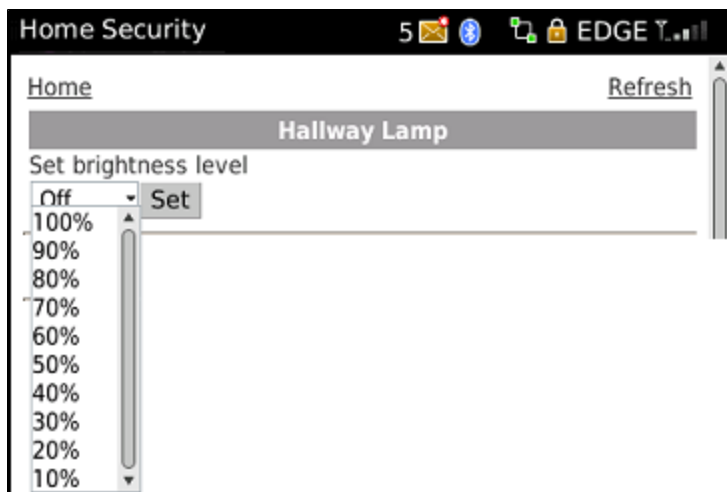 Home Security 5 EDGE
Home Refresh
Hallway Lamp
Set brightness level
Off Set
100%
90%
80%
70%
60%
50%
40%
30%
20%
10%